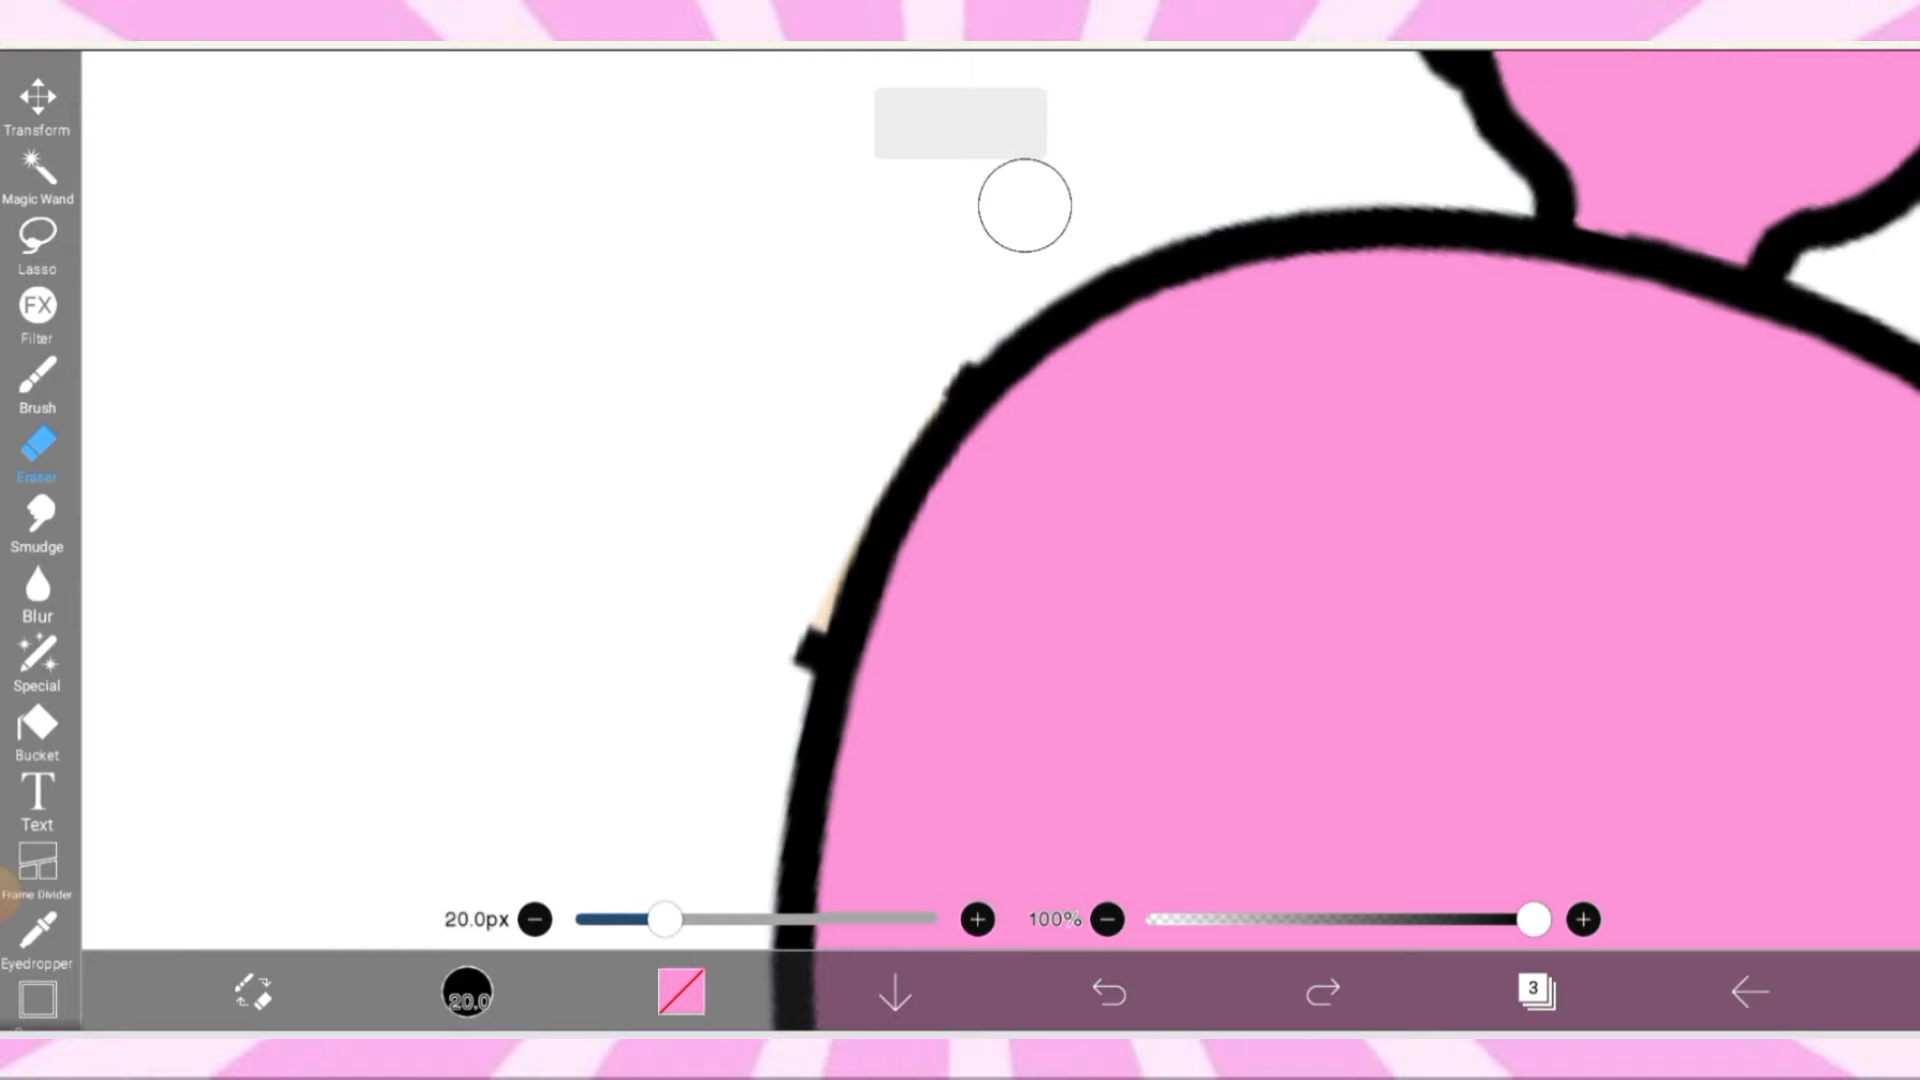 Transform
Magic Wand
Lasso
FX
Filter
Brush
Eraser
Smudge
Blur
Special
Bucket
T
Text
Frame Divider
Eyedropper
20.0px
100%
20.0
3